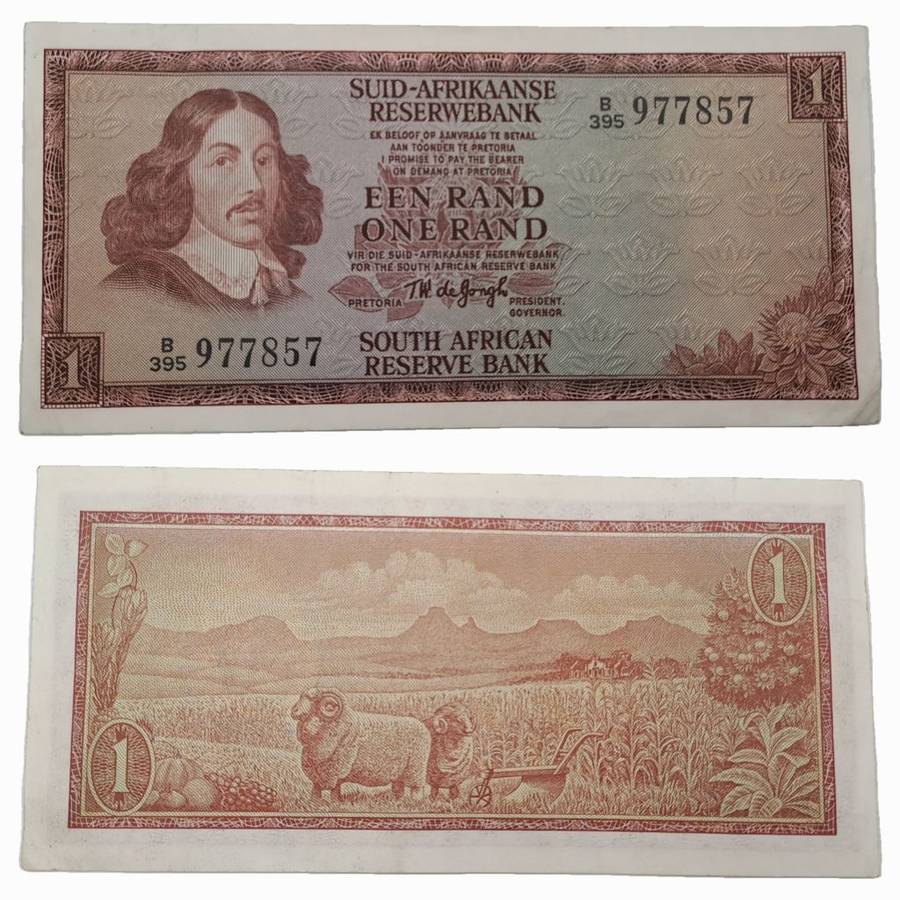 1
SUID-AFRIKAANSE
RESERWEBANK
B
395 977857
EK BELOOF OP AANVRAAG TE BETAAL
AAN TOONDER TE PRETORIA
I PROMISE TO PAY THE BEARER
ON DEMAND AT PRETORIA
EEN RAND
ONE RAND
VIR DIE SUID-AFRIKAANSE RESERWEBANK
FOR THE SOUTH AFRICAN RESERVE BANK
T.W. de Jongh
PRETORIA
PRESIDENT.
GOVERNOR.
B
395 977857
SOUTH AFRICAN
RESERVE BANK
1
1
1